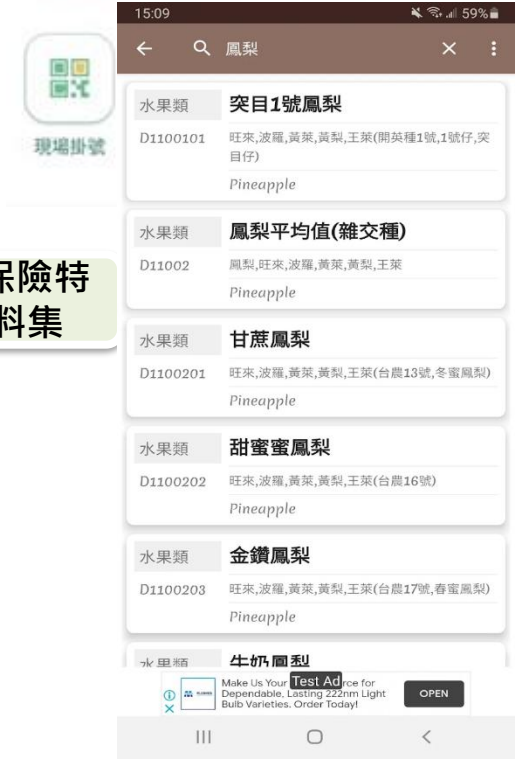 現場掛號
保險特
料集
15:09
59%
鳳梨
水果類
突目1號鳳梨
D1100101
旺來,波羅,黃萊,黃梨,王萊(開英種1號,1號仔,突
目仔)
Pineapple
水果類
鳳梨平均值(雜交種)
D11002
鳳梨,旺來,波羅,黃萊,黃梨,王萊
Pineapple
水果類
甘蔗鳳梨
D1100201
旺來,波羅,黃萊,黃梨,王萊(台農13號,冬蜜鳳梨)
Pineapple
水果類
甜蜜蜜鳳梨
D1100202
旺來,波羅,黃萊,黃梨,王萊(台農16號)
Pineapple
水果類
金鑽鳳梨
D1100203
旺來,波羅,黃萊,黃梨,王萊(台農17號,春蜜鳳梨)
Pineapple
水果類
牛奶鳳梨
Make Us Your Test Ad rce for
Dependable, Lasting 222nm Light
Bulb Varieties. Order Today!
OPEN